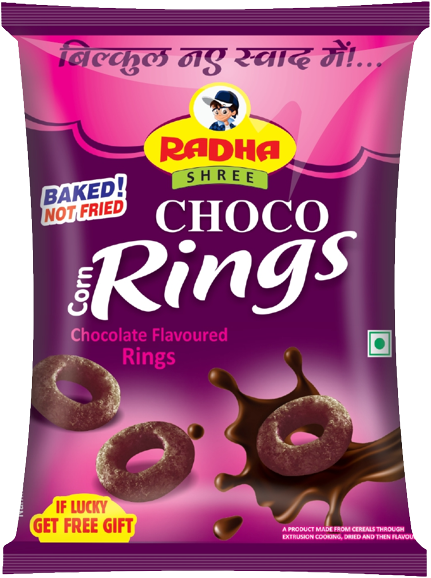 बिल्कुल नए स्वाद में!...
RADHA
SHREE
BAKED!
NOT FRIED
CHOCO
Corn Rings
Chocolate Flavoured
Rings
IF LUCKY
GET FREE GIFT
A PRODUCT MADE FROM CEREALS THROUGH
EXTRUSION COOKING, DRIED AND THEN